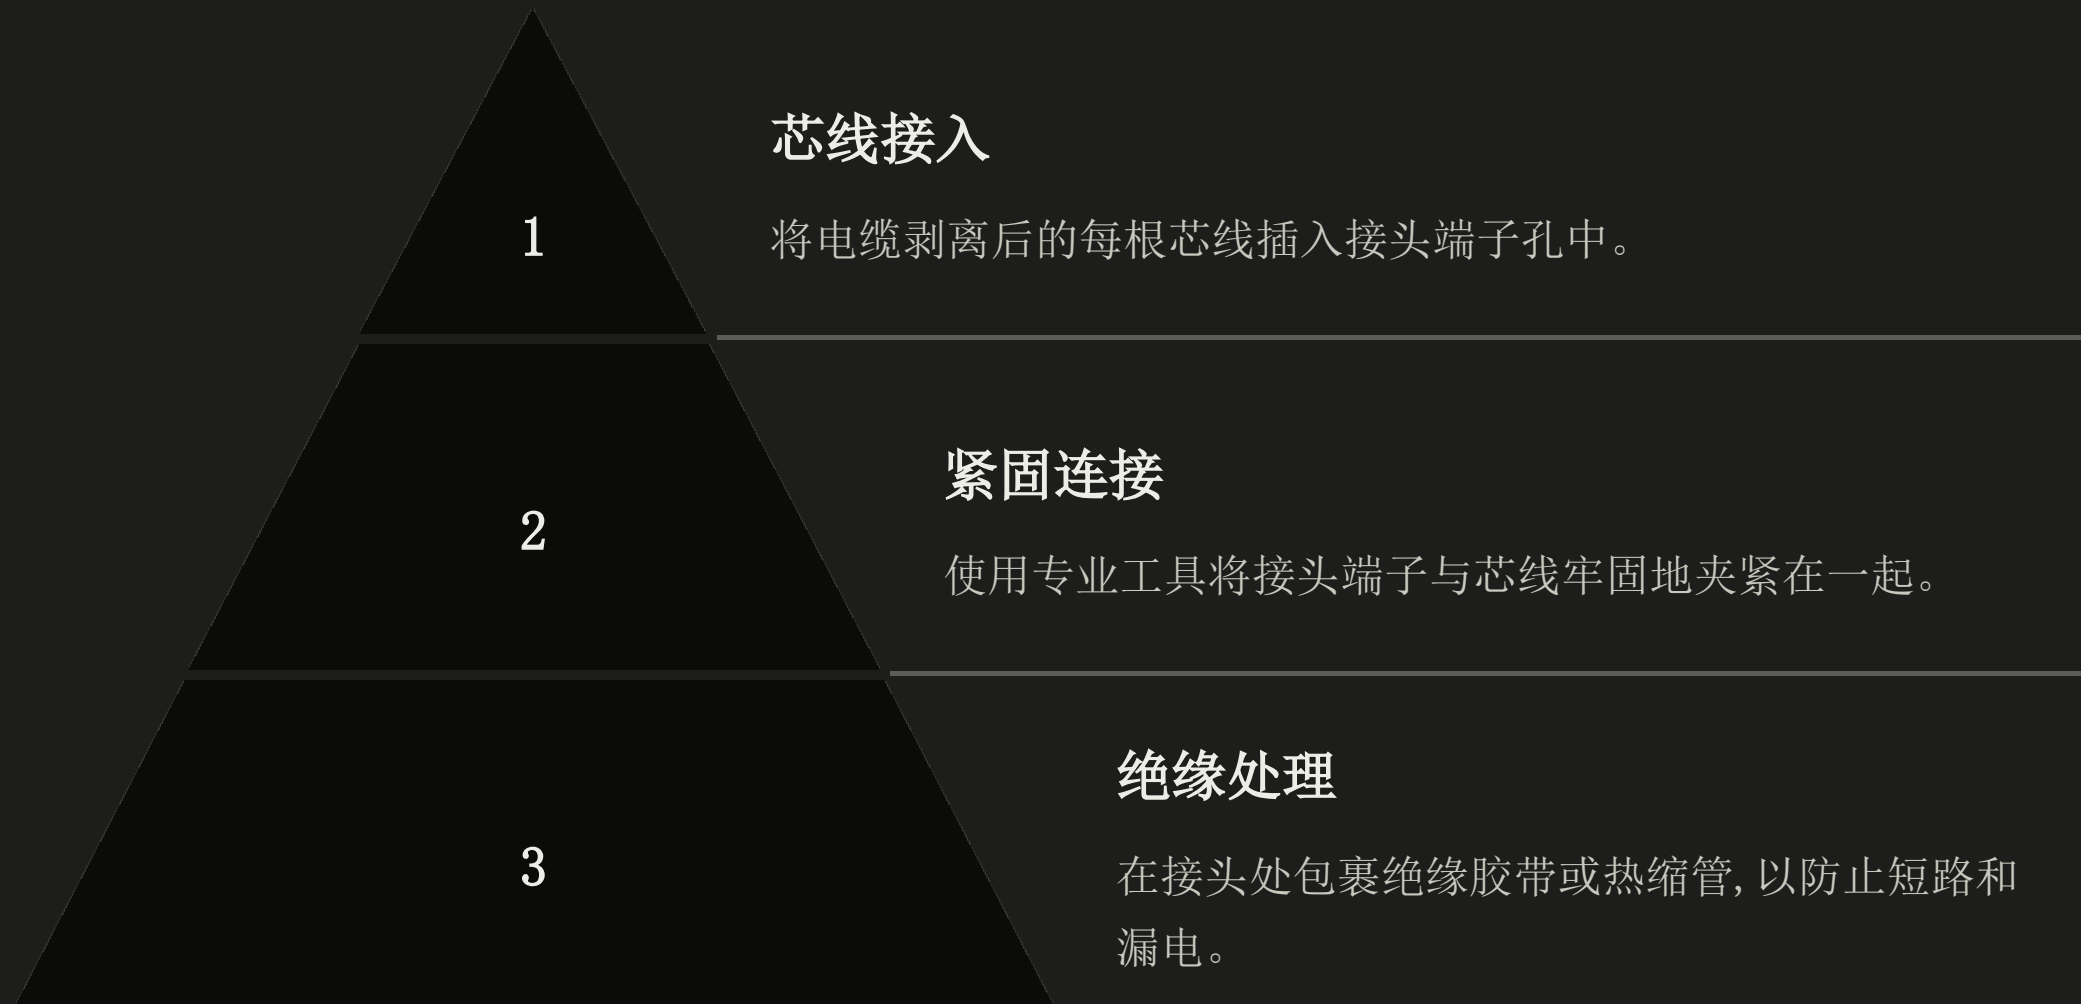 芯线接入
1
将电缆剥离后的每根芯线插入接头端子孔中。
紧固连接
2
使用专业工具将接头端子与芯线牢固地夹紧在一起。
绝缘处理
3
在接头处包裹绝缘胶带或热缩管,以防止短路和
漏电。